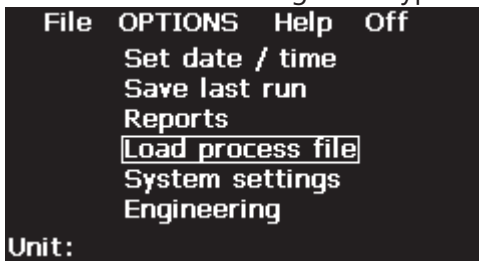 File OPTIONS Help Off
Set date / time
Save last run
Reports
Load process file
System settings
Engineering
Unit: